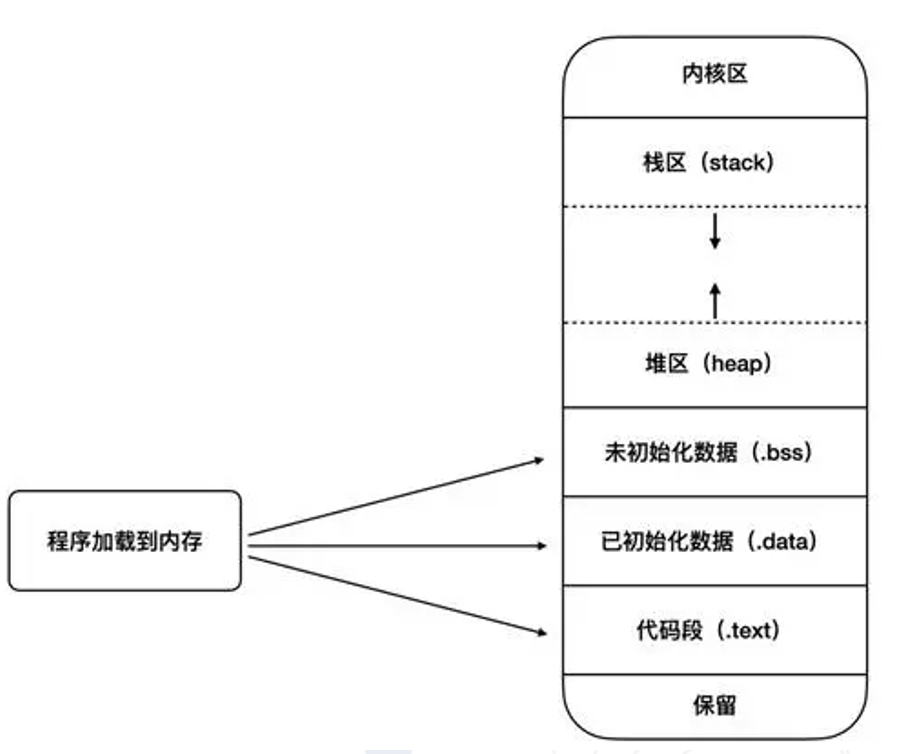 内核区
栈区（stack）
堆区（heap）
未初始化数据（.bss）
程序加载到内存
已初始化数据（.data）
代码段（.text）
保留